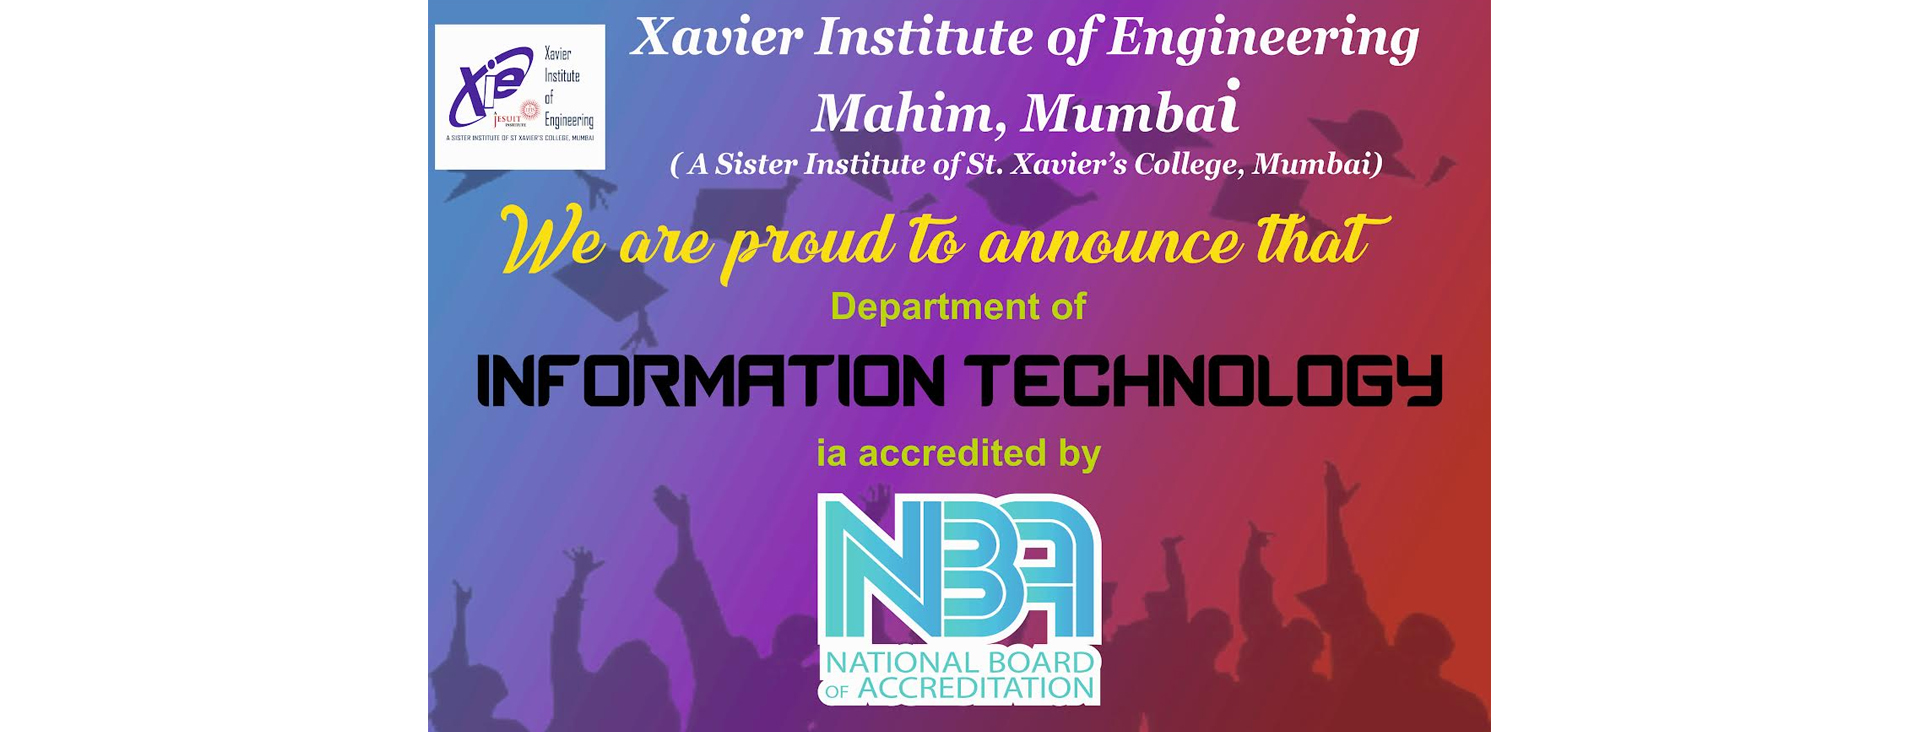 Xavier
Institute
of
Engineering
XIE
JESUIT
INSTITUTE
A SISTER INSTITUTE OF ST XAVIER'S COLLEGE, MUMBAI
Xavier Institute of Engineering
Mahim, Mumbai
( A Sister Institute of St. Xavier's College, Mumbai)
We are proud to announce that
Department of
INFORMATION TECHNOLOGY
ia accredited by
NBA
NATIONAL BOARD
OF ACCREDITATION